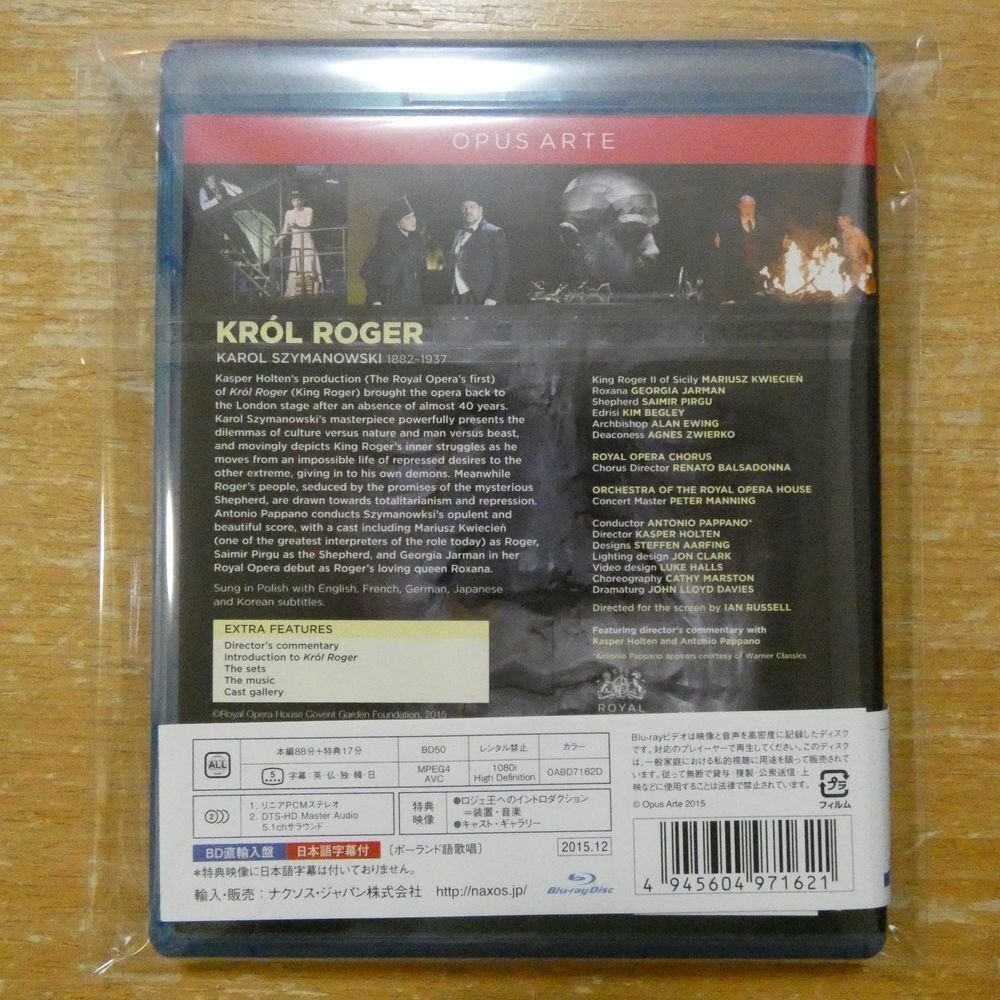 OPUS ARTE
KRÓL ROGER
KAROL SZYMANOWSKI 1882-1937
Kasper Holten's production (The Royal Opera's first)
of Król Roger (King Roger) brought the opera back to
the London stage after an absence of almost 40 years.
Karol Szymanowski's masterpiece powerfully presents the
dilemmas of culture versus nature and man versus beast,
and movingly depicts King Roger's inner struggles as he
moves from an impossible life of repressed desires to the
other extreme, giving in to his own demons. Meanwhile
Roger's people, seduced by the promises of the mysterious
Shepherd, are drawn towards totalitarianism and repression.
Antonio Pappano conducts Szymanowksi's opulent and
beautiful score, with a cast including Mariusz Kwiecień
(one of the greatest interpreters of the role today) as Roger,
Saimir Pirgu as the Shepherd, and Georgia Jarman in her
Royal Opera debut as Roger's loving queen Roxana.
Sung in Polish with English, French, German, Japanese
and Korean subtitles.
EXTRA FEATURES
Director's commentary
Introduction to Król Roger
The sets
The music
Cast gallery
©Royal Opera House Covent Garden Foundation, 2015
King Roger II of Sicily MARIUSZ KWIECIEŃ
Roxana GEORGIA JARMAN
Shepherd SAIMIR PIRGU
Edrisi KIM BEGLEY
Archbishop ALAN EWING
Deaconess AGNES ZWIERKO
ROYAL OPERA CHORUS
Chorus Director RENATO BALSADONNA
ORCHESTRA OF THE ROYAL OPERA HOUSE
Concert Master PETER MANNING
Conductor ANTONIO PAPPANO*
Director KASPER HOLTEN
Designs STEFFEN AARFING
Lighting design JON CLARK
Video design LUKE HALLS
Choreography CATHY MARSTON
Dramaturg JOHN LLOYD DAVIES
Directed for the screen by IAN RUSSELL
Featuring director's commentary with
Kasper Holten and Antonio Pappano
*Antonio Pappano appears courtesy of Warner Classics
ROYAL
ALL
本編88分+特典17分 BD50 レンタル禁止 カラー
5 字幕:英・仏・独・韓・日 MPEG4 AVC 1080i High Definition OABD7162D
2 1. リニアPCMステレオ
2. DTS-HD Master Audio
5.1chサラウンド
特典映像
●ロジェ王へのイントロダクション
=装置・音楽
●キャスト・ギャラリー
BD直輸入盤 日本語字幕付 〔ポーランド語歌唱〕 2015.12
*特典映像に日本語字幕は付いておりません。
輸入・販売:ナクソス・ジャパン株式会社 http://naxos.jp/
Blu-ray Disc
Blu-rayビデオは映像と音声を高密度に記録したディスク
です。対応のプレイヤーで再生してください。このディスク
は、一般家庭における私的視聴に用途を限って販売されて
います。従って無断で貸与・複製・公衆送信・上
映などに使用することは法律で禁止されています。
© Opus Arte 2015
プラ
フィルム
4 945604 971621